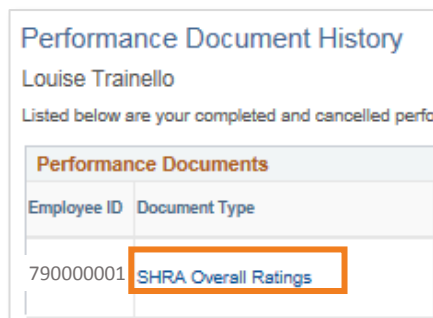 Performance Document History
Louise Trainello
Listed below are your completed and cancelled
Performance Documents
Employee ID Document Type
790000001 SHRA Overall Ratings